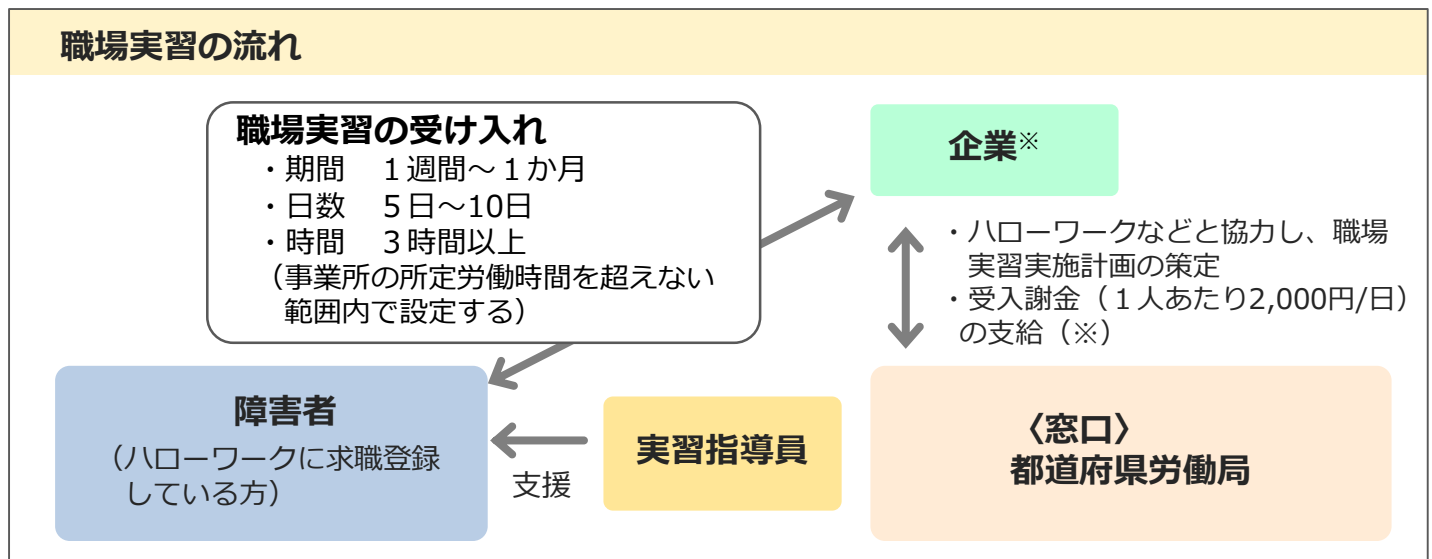 職場実習の流れ
職場実習の受け入れ
・期間　１週間～１か月
・日数　５日～10日
・時間　３時間以上
（事業所の所定労働時間を超えない
範囲内で設定する）
企業※
・ハローワークなどと協力し、職場
実習実施計画の策定
・受入謝金（１人あたり2,000円/日）
の支給（※）
障害者
（ハローワークに求職登録
している方）
支援
実習指導員
〈窓口〉
都道府県労働局